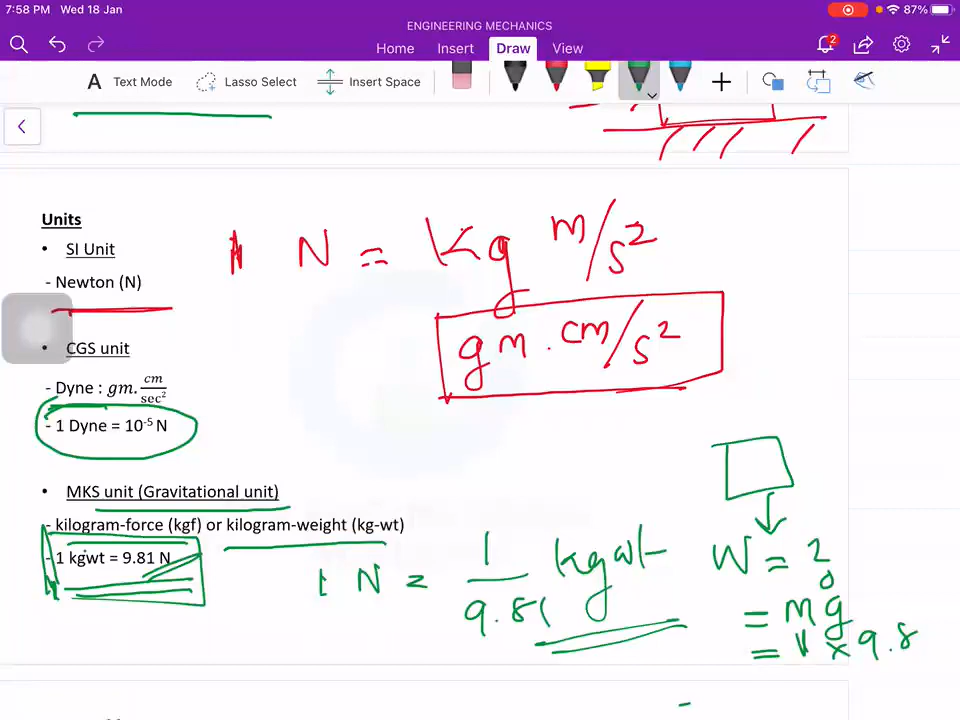 7:58 PM Wed 18 Jan
87%
ENGINEERING MECHANICS
Home Insert Draw View
2
A Text Mode Lasso Select Insert Space
Units
• SI Unit
- Newton (N)
1 N = kg m/s²
gm . cm/s²
• CGS unit
- Dyne : gm. cm/sec²
- 1 Dyne = 10⁻⁵ N
• MKS unit (Gravitational unit)
- kilogram-force (kgf) or kilogram-weight (kg-wt)
- 1 kgwt = 9.81 N
1 N = 1/9.81 kgwt
W = ?
= mg
= 1 × 9.8